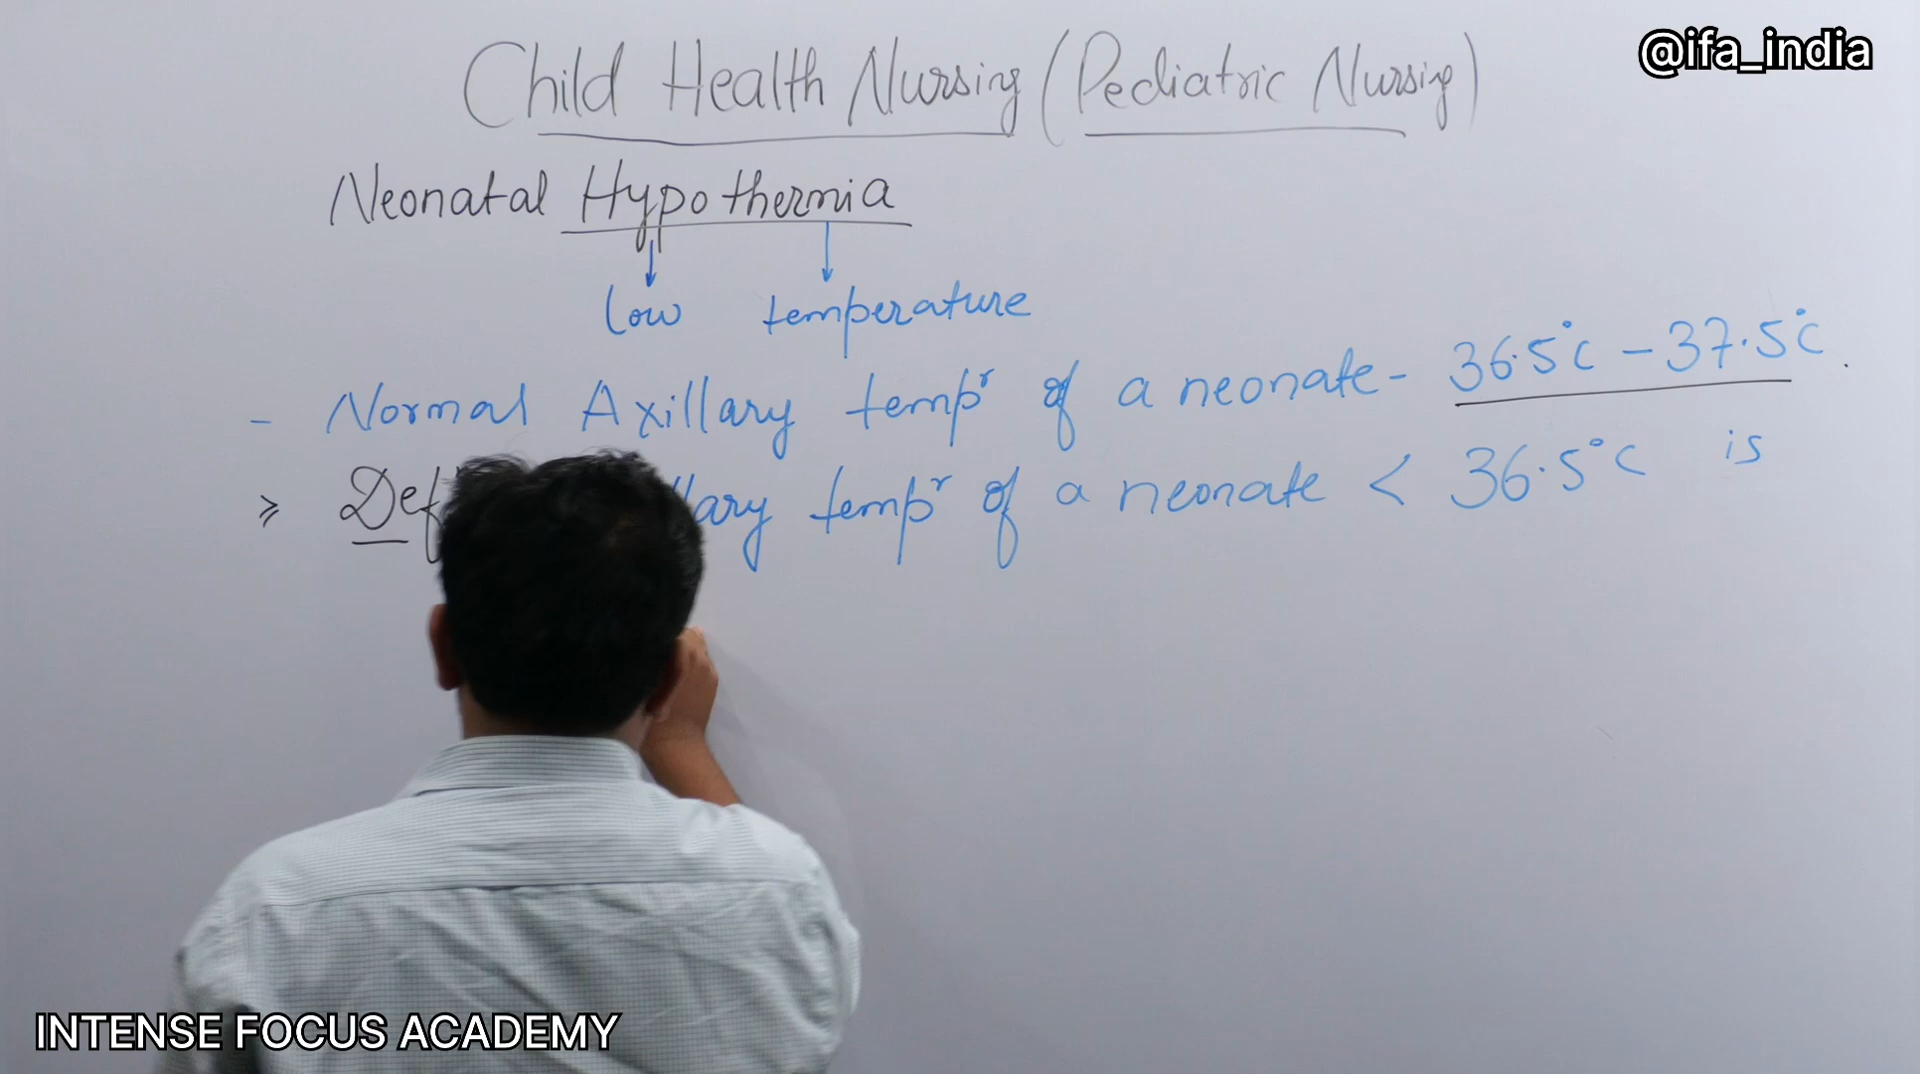 @ifa_india
Child Health Nursing (Pediatric Nursing)
Neonatal Hypothermia
Low temperature
- Normal Axillary tempr of a neonate - 36.5°c - 37.5°c.
> Def llary tempr of a neonate < 36.5°c is
INTENSE FOCUS ACADEMY